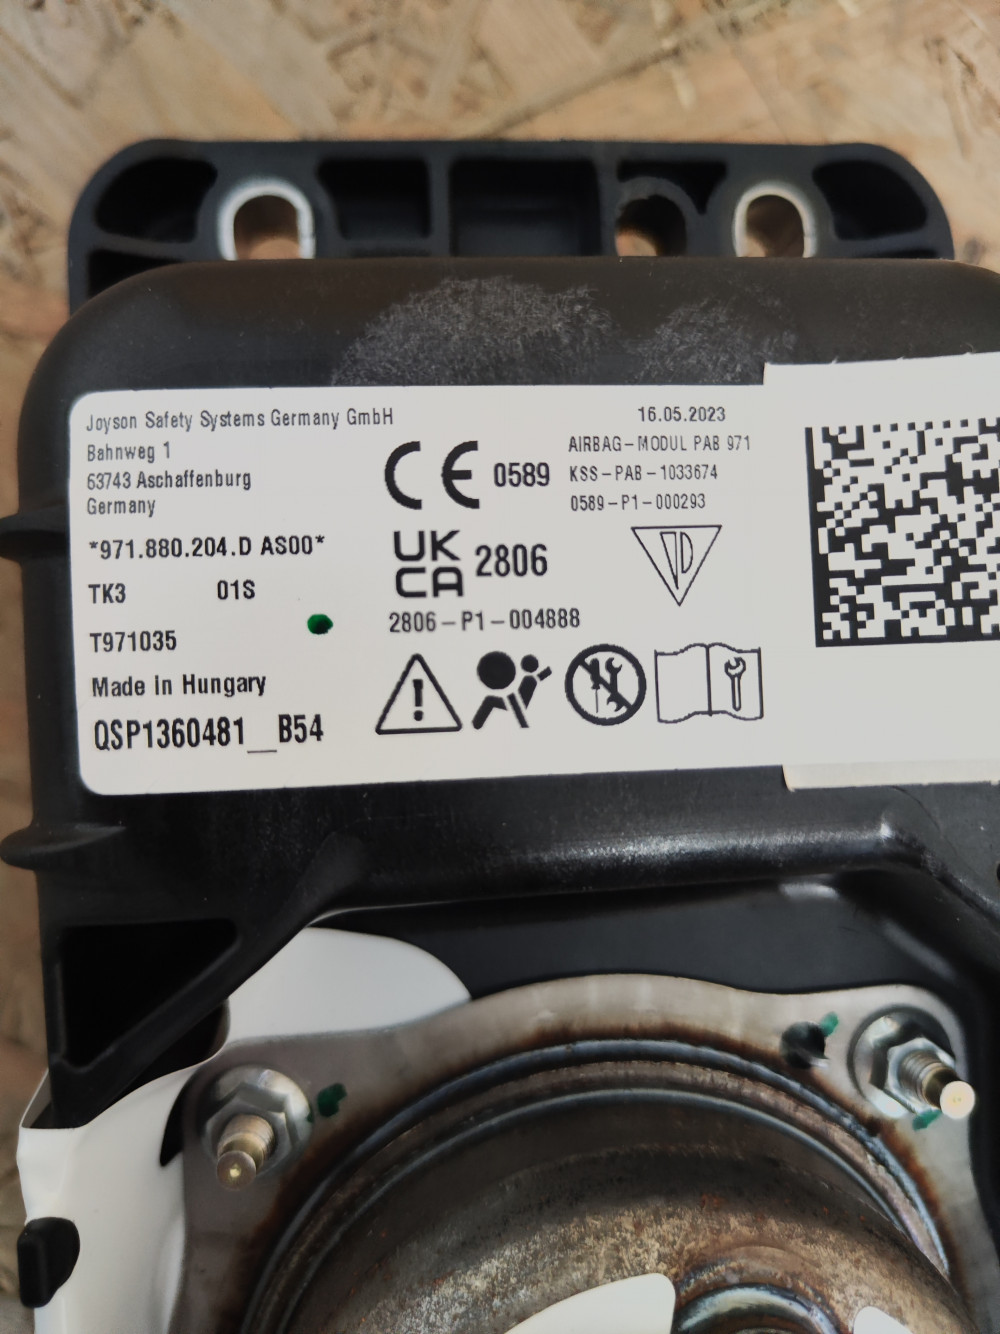 Joyson Safety Systems Germany GmbH
Bahnweg 1
63743 Aschaffenburg
Germany
*971.880.204.D AS00*
TK3 01S
T971035
Made in Hungary
QSP1360481__B54
CE 0589
UK
CA 2806
2806-P1-004888
16.05.2023
AIRBAG-MODUL PAB 971
KSS-PAB-1033674
0589-P1-000293